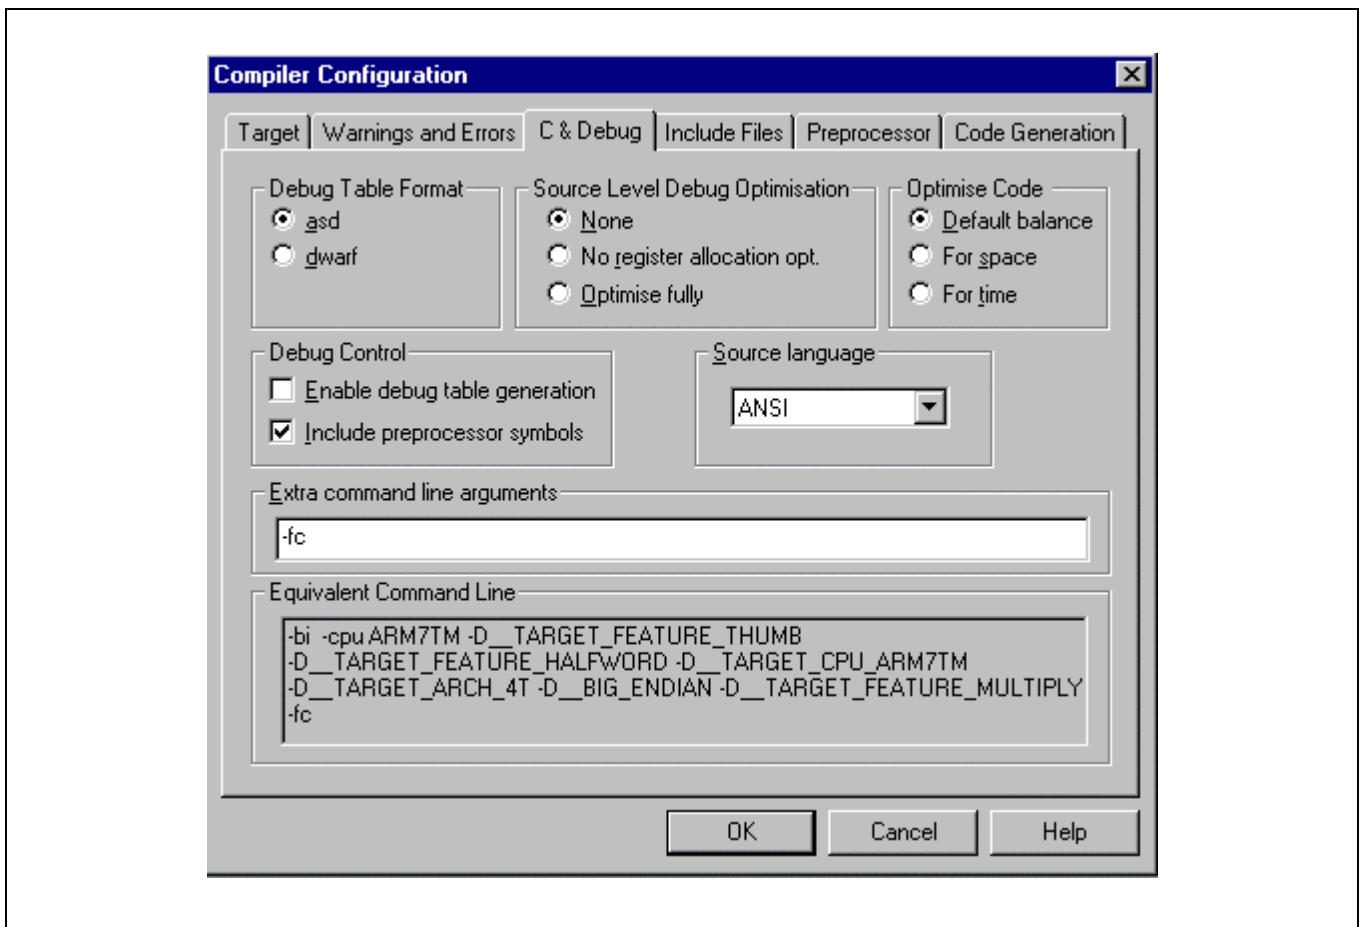 Compiler Configuration
Target Warnings and Errors C & Debug Include Files Preprocessor Code Generation
Debug Table Format Source Level Debug Optimisation Optimise Code
asd None Default balance
dwarf No register allocation opt. For space
Optimise fully For time
Debug Control Source language
Enable debug table generation
ANSI
Include preprocessor symbols
Extra command line arguments
-fc
Equivalent Command Line
-bi -cpu ARM7TM -D__TARGET_FEATURE_THUMB
-D__TARGET_FEATURE_HALFWORD -D__TARGET_CPU_ARM7TM
-D__TARGET_ARCH_4T -D__BIG_ENDIAN -D__TARGET_FEATURE_MULTIPLY
-fc
OK Cancel Help